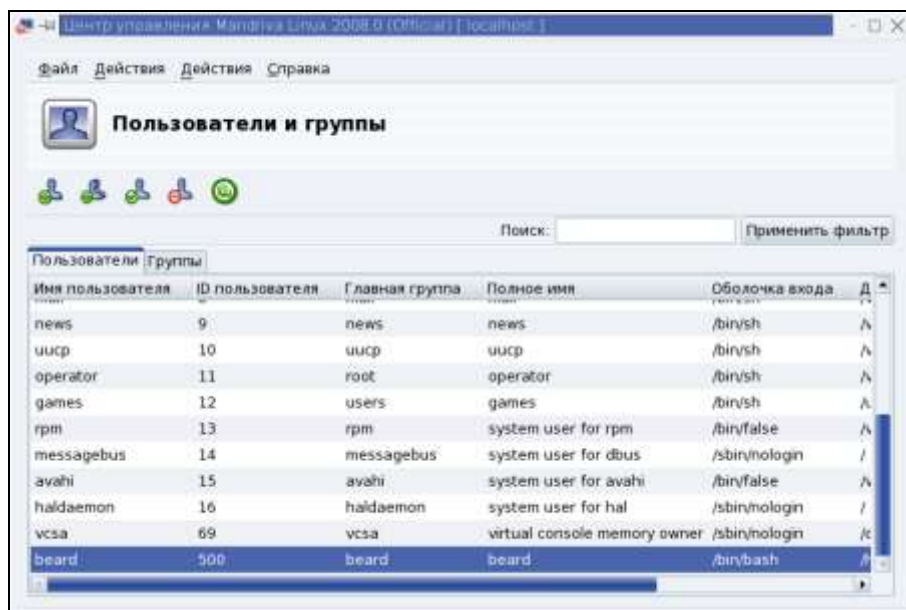 Центр управления Mandriva Linux 2008.0 (Official) [ localhost ]
Файл Действия Действия Справка
Пользователи и группы
Поиск: Применить фильтр
Пользователи Группы
Имя пользователя ID пользователя Главная группа Полное имя Оболочка входа Д
news 9 news news /bin/sh
uucp 10 uucp uucp /bin/sh
operator 11 root operator /bin/sh
games 12 users games /bin/sh
rpm 13 rpm system user for rpm /bin/false
messagebus 14 messagebus system user for dbus /sbin/nologin /
avahi 15 avahi system user for avahi /bin/false
haldaemon 16 haldaemon system user for hal /sbin/nologin /
vcsa 69 vcsa virtual console memory owner /sbin/nologin
beard 500 beard beard /bin/bash